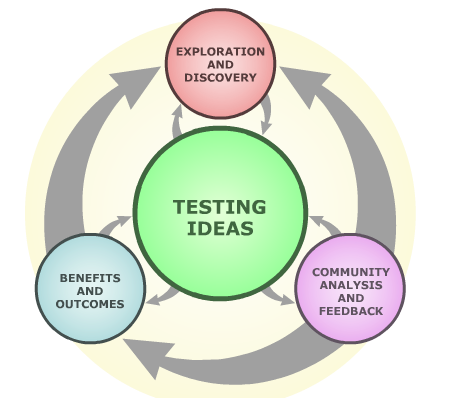 EXPLORATION
AND
DISCOVERY
TESTING
IDEAS
BENEFITS
AND
OUTCOMES
COMMUNITY
ANALYSIS
AND
FEEDBACK